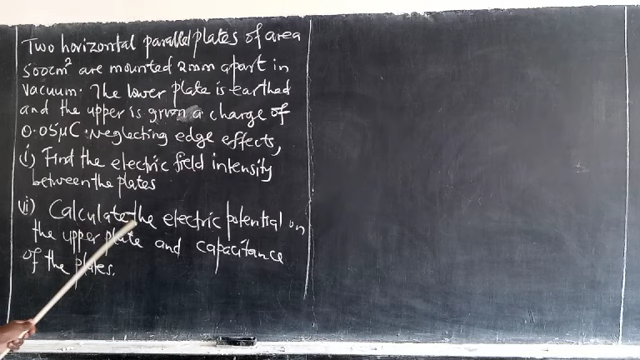 Two horizontal parallel plates of area
500cm² are mounted 2mm apart in
vacuum. The lower plate is earthed
and the upper is given a charge of
0.05μC. Neglecting edge effects,
(i) Find the electric field intensity
between the plates
(ii) Calculate the electric potential on
the upper plate and capacitance
of the plates.